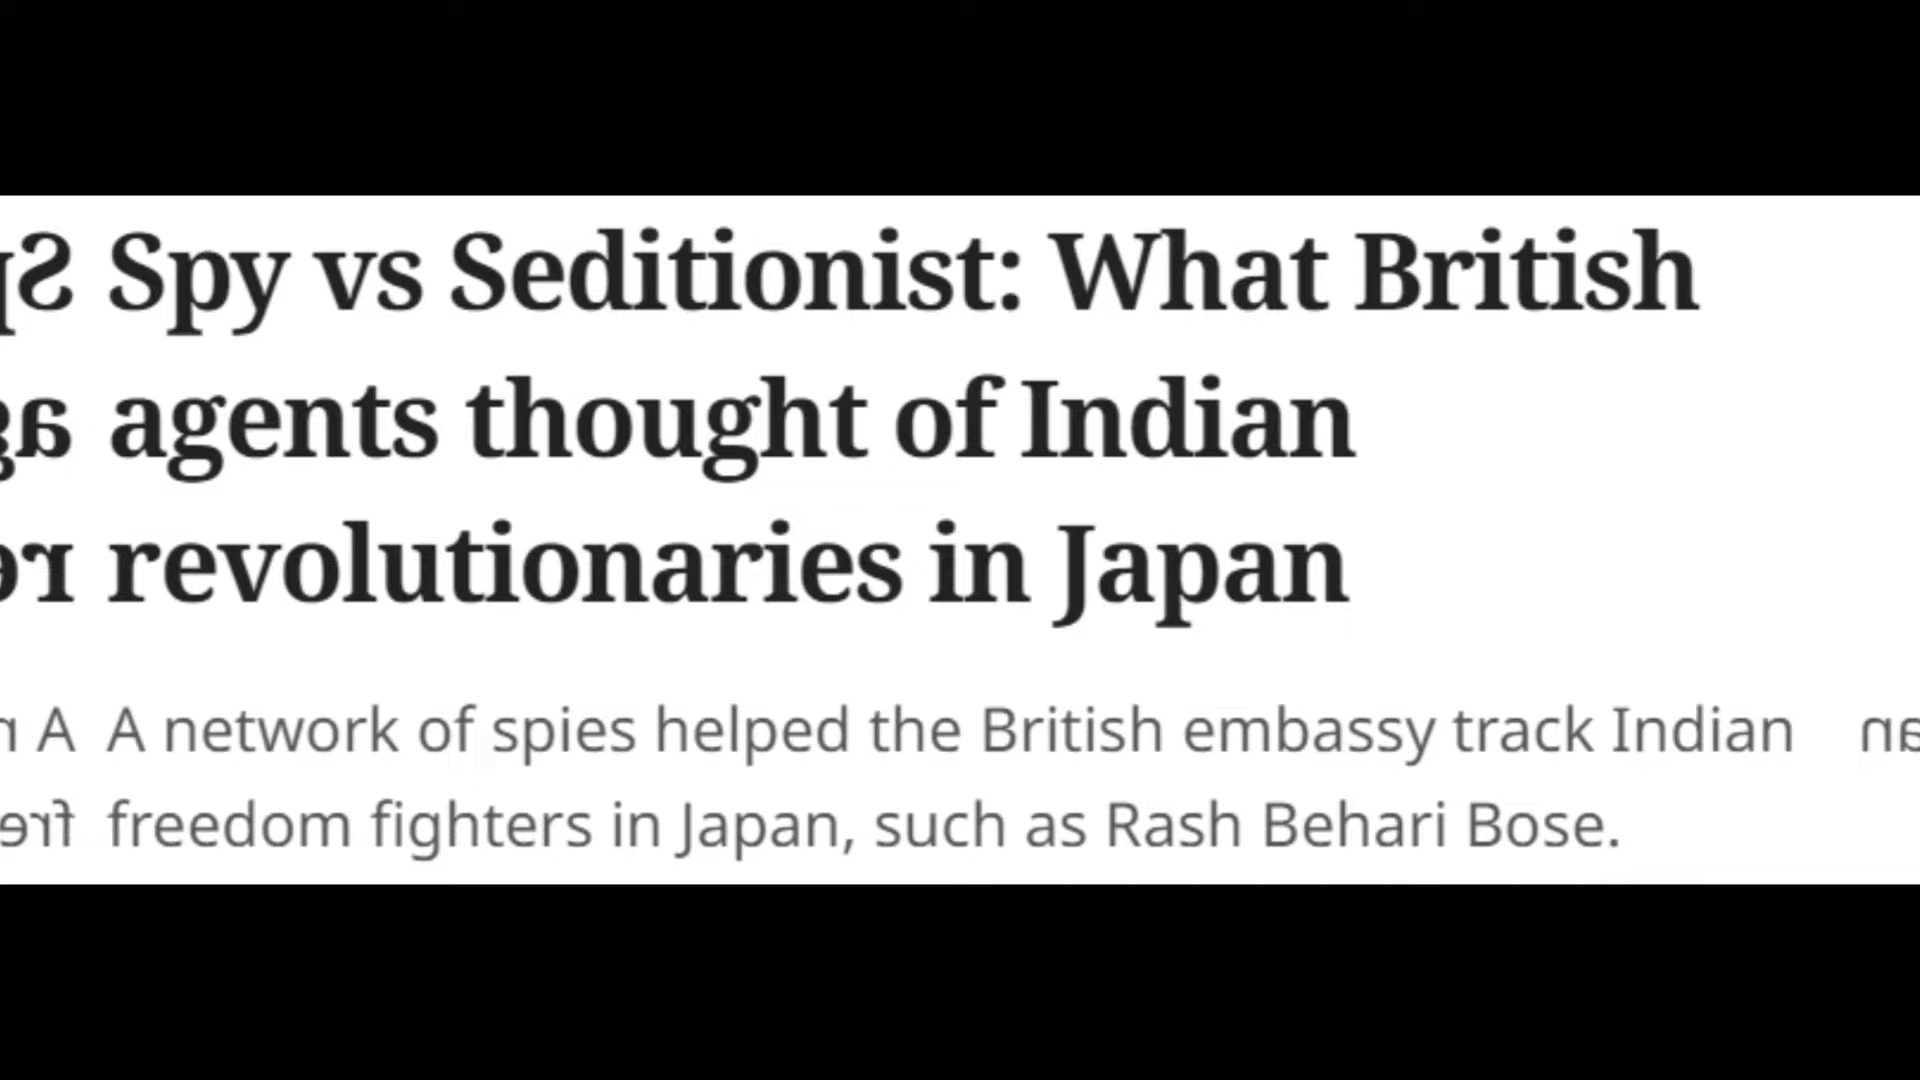 Spy vs Seditionist: What British
agents thought of Indian
revolutionaries in Japan
A network of spies helped the British embassy track Indian
freedom fighters in Japan, such as Rash Behari Bose.